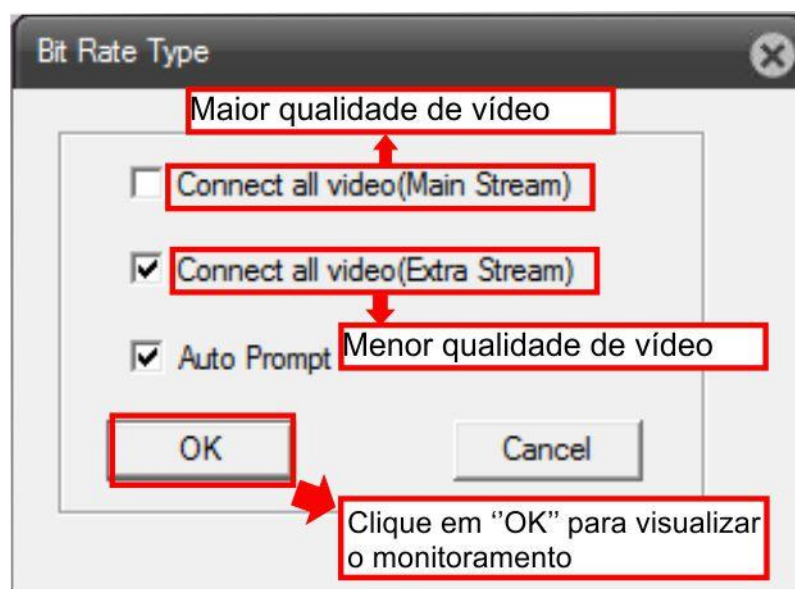 Bit Rate Type
Maior qualidade de vídeo
Connect all video(Main Stream)
Connect all video(Extra Stream)
Auto Prompt
Menor qualidade de vídeo
OK
Cancel
Clique em ‘’OK’’ para visualizar
o monitoramento